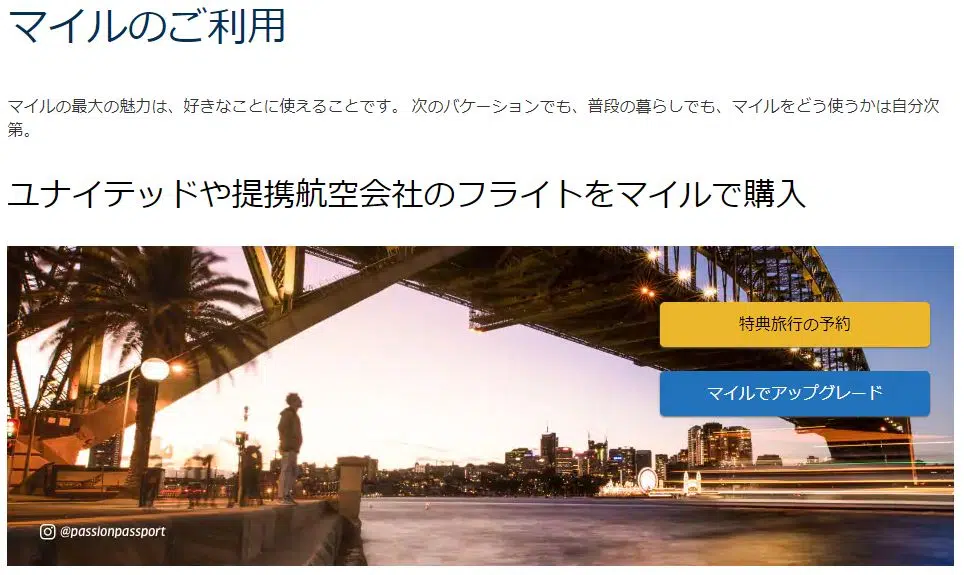 マイルのご利用
マイルの最大の魅力は、好きなことに使えることです。 次のバケーションでも、普段の暮らしでも、マイルをどう使うかは自分次
第。
ユナイテッドや提携航空会社のフライトをマイルで購入
特典旅行の予約
マイルでアップグレード
@passionpassport